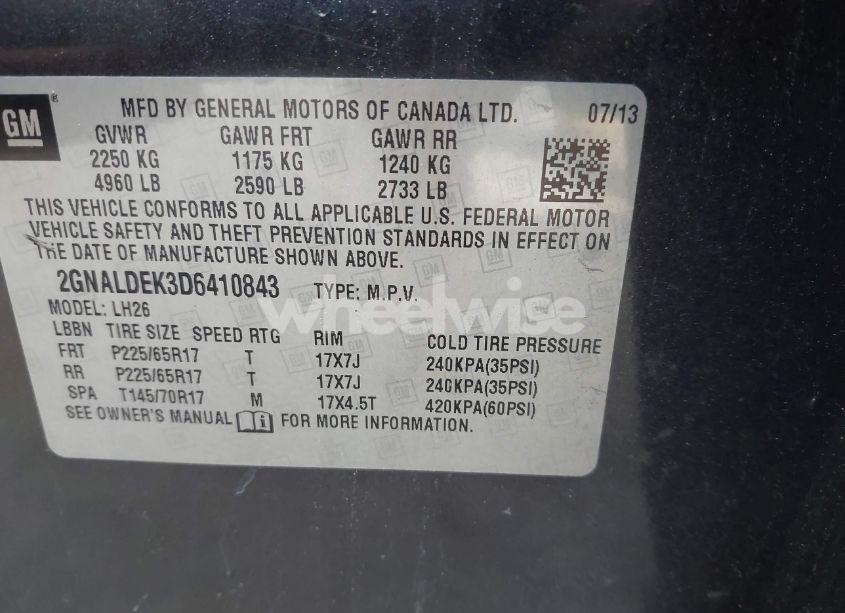 GM®
MFD BY GENERAL MOTORS OF CANADA LTD. 07/13
GVWR GAWR FRT GAWR RR
2250 KG 1175 KG 1240 KG
4960 LB 2590 LB 2733 LB
THIS VEHICLE CONFORMS TO ALL APPLICABLE U.S. FEDERAL MOTOR
VEHICLE SAFETY AND THEFT PREVENTION STANDARDS IN EFFECT ON
THE DATE OF MANUFACTURE SHOWN ABOVE.
2GNALDEK3D6410843 TYPE: M.P.V.
wheelwise
MODEL: LH26
LBBN TIRE SIZE SPEED RTG RIM COLD TIRE PRESSURE
FRT P225/65R17 T 17X7J 240KPA(35PSI)
RR P225/65R17 T 17X7J 240KPA(35PSI)
SPA T145/70R17 M 17X4.5T 420KPA(60PSI)
SEE OWNER'S MANUAL FOR MORE INFORMATION.